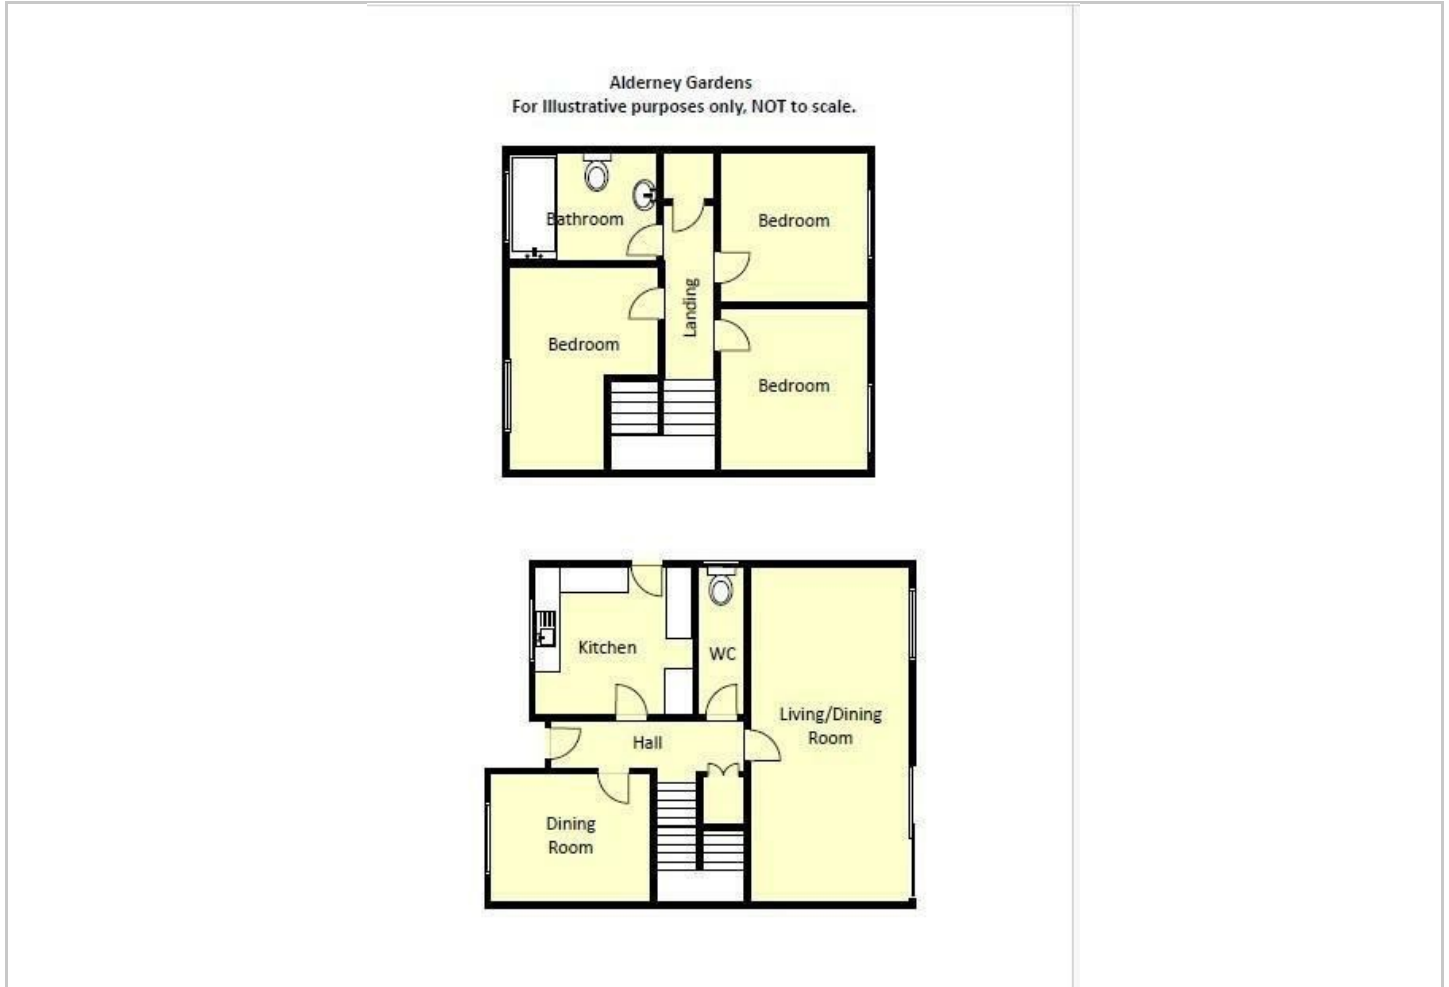 Alderney Gardens
For Illustrative purposes only, NOT to scale.
Bathroom
Bedroom
Landing
Bedroom
Bedroom
Kitchen
WC
Living/Dining
Room
Hall
Dining
Room